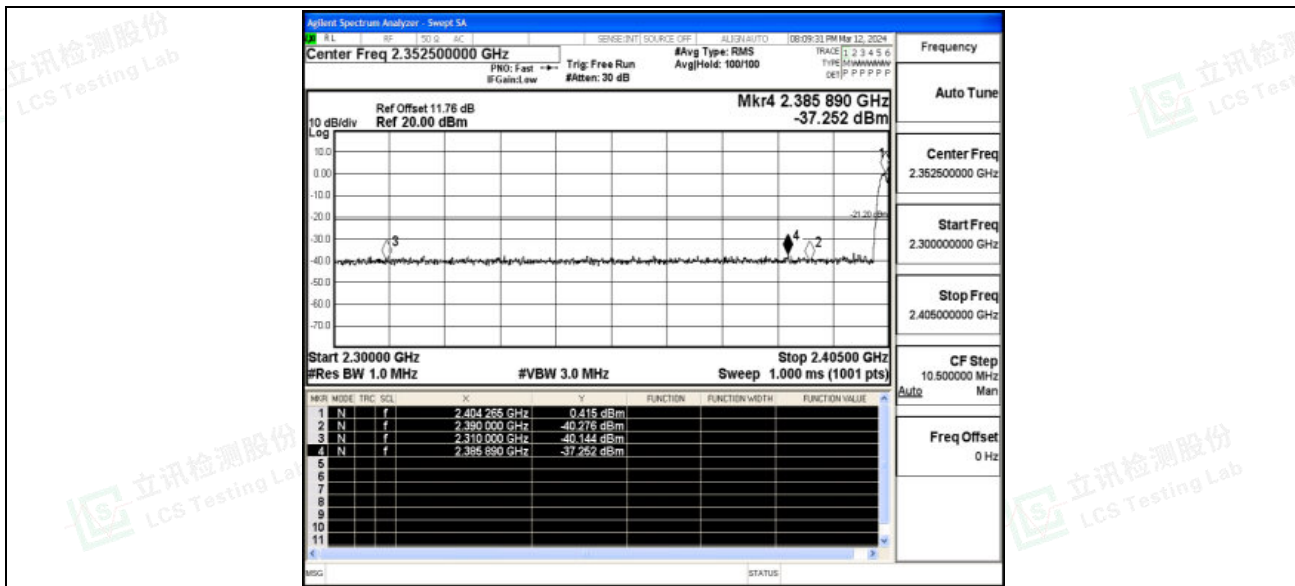 Agilent Spectrum Analyzer - Swept SA
RL RF 50 Ω AC SENSE:INT SOURCE OFF ALIGN AUTO 08:09:31 PM Mar 12, 2024
Center Freq 2.352500000 GHz
PNO: Fast
IFGain:Low
Trig: Free Run
#Atten: 30 dB
#Avg Type: RMS
Avg|Hold: 100/100
TRACE 1 2 3 4 5 6
TYPE M WWWWW
DET P P P P P P
Ref Offset 11.76 dB
10 dB/div Ref 20.00 dBm
Log
Mkr4 2.385 890 GHz
-37.252 dBm
10.0
0.00
-10.0
-20.0
-30.0
-40.0
-50.0
-60.0
-70.0
1
-21.20 dBm
3
4
2
Start 2.30000 GHz Stop 2.40500 GHz
#Res BW 1.0 MHz #VBW 3.0 MHz Sweep 1.000 ms (1001 pts)
MKR MODE TRC SCL X Y FUNCTION FUNCTION WIDTH FUNCTION VALUE
1 N f 2.404 265 GHz 0.415 dBm
2 N f 2.390 000 GHz -40.276 dBm
3 N f 2.310 000 GHz -40.144 dBm
4 N f 2.385 890 GHz -37.252 dBm
5
6
7
8
9
10
11
MSG STATUS
Frequency
Auto Tune
Center Freq
2.352500000 GHz
Start Freq
2.300000000 GHz
Stop Freq
2.405000000 GHz
CF Step
10.500000 MHz
Auto Man
Freq Offset
0 Hz
立讯检测股份
LCS Testing Lab
立讯检测
LCS Test
立讯检测股份
LCS Testing Lab
立讯检测股份
LCS Testing Lab